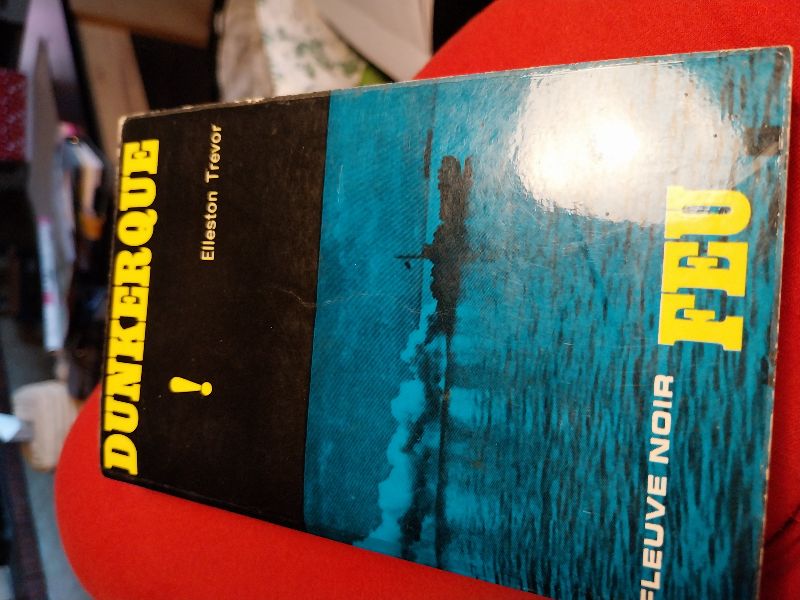 DUNKERQUE
!
Elleston Trevor
FEU
FLEUVE NOIR